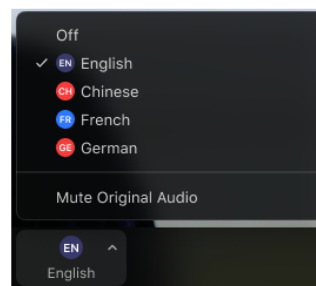 Off
EN English
CH Chinese
FR French
GE German
Mute Original Audio
EN
English